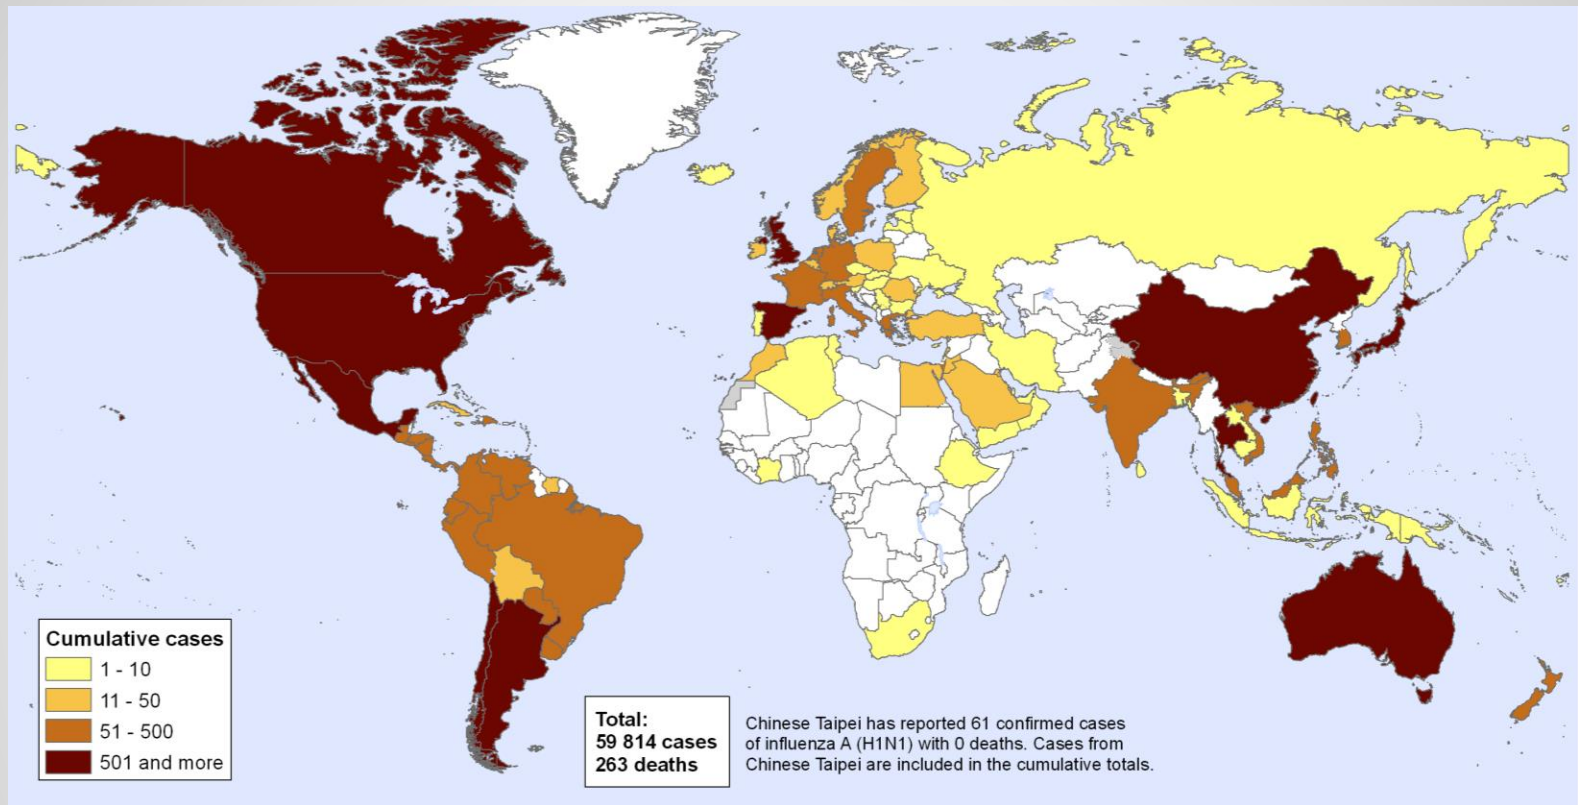 Cumulative cases
1 - 10
11 - 50
51 - 500
501 and more
Total:
59 814 cases
263 deaths
Chinese Taipei has reported 61 confirmed cases
of influenza A (H1N1) with 0 deaths. Cases from
Chinese Taipei are included in the cumulative totals.